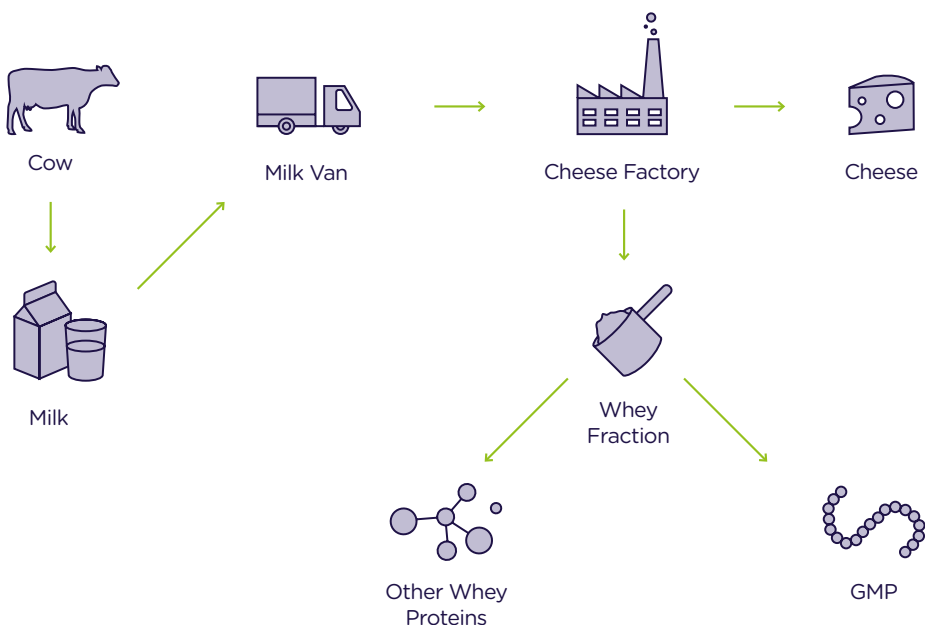 Cow
Milk Van
Cheese Factory
Cheese
Milk
Whey
Fraction
Other Whey
Proteins
GMP